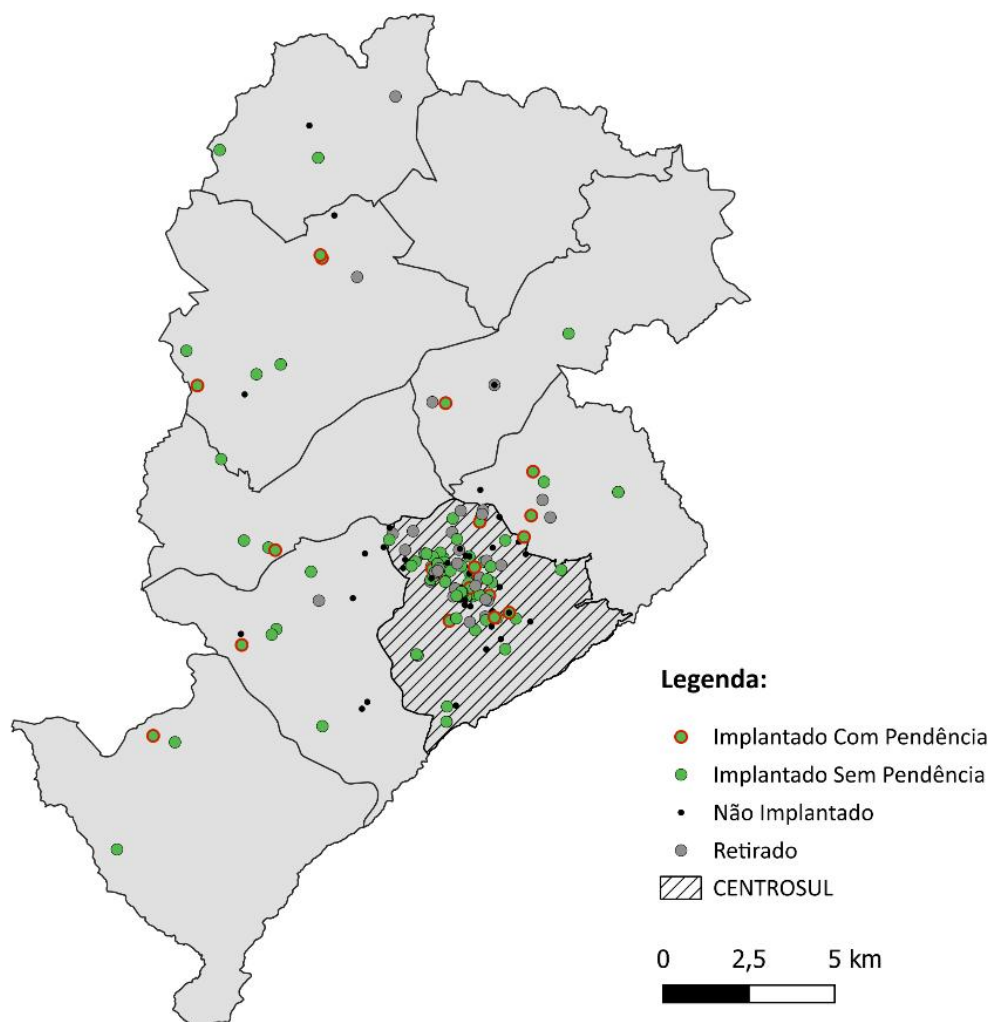 Legenda:
Implantado Com Pendência
Implantado Sem Pendência
Não Implantado
Retirado
CENTROSUL
0 2,5 5 km